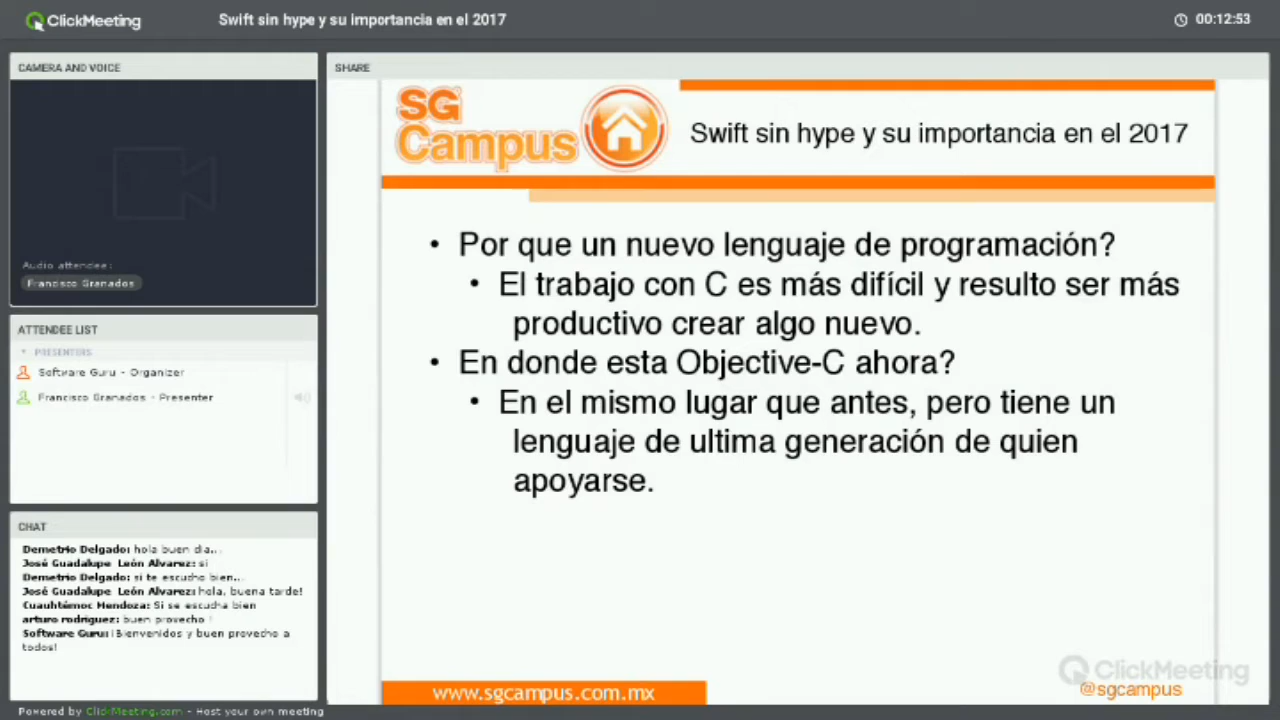 ClickMeeting
Swift sin hype y su importancia en el 2017
00:12:53
CAMERA AND VOICE
Audio attendee:
Francisco Granados
ATTENDEE LIST
PRESENTERS
Software Guru - Organizer
Francisco Granados - Presenter
CHAT
Demetrio Delgado: hola buen dia...
José Guadalupe León Alvarez: si
Demetrio Delgado: si te escucho bien...
José Guadalupe León Alvarez: hola, buena tarde!
Cuauhtémoc Mendoza: Si se escucha bien
arturo rodriguez: buen provecho !
Software Guru: ¡Bienvenidos y buen provecho a
todos!
SHARE
SG
Campus
Swift sin hype y su importancia en el 2017
• Por que un nuevo lenguaje de programación?
• El trabajo con C es más difícil y resulto ser más
productivo crear algo nuevo.
• En donde esta Objective-C ahora?
• En el mismo lugar que antes, pero tiene un
lenguaje de ultima generación de quien
apoyarse.
ClickMeeting
www.sgcampus.com.mx
@sgcampus
Powered by ClickMeeting.com - Host your own meeting